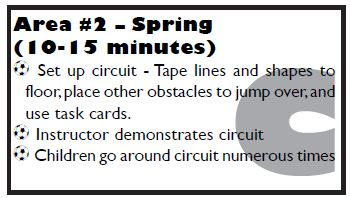 Area #2 – Spring
(10-15 minutes)
Set up circuit - Tape lines and shapes to
floor, place other obstacles to jump over, and
use task cards.
Instructor demonstrates circuit
Children go around circuit numerous times